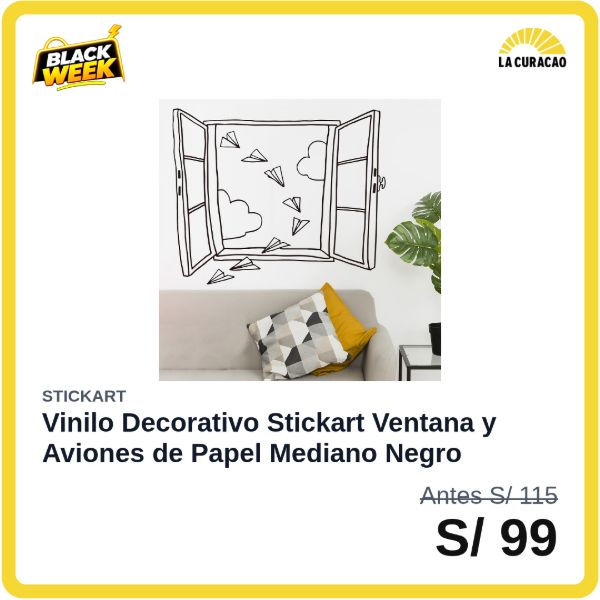 BLACK
WEEK
LA CURACAO
STICKART
Vinilo Decorativo Stickart Ventana y
Aviones de Papel Mediano Negro
Antes S/ 115
S/ 99